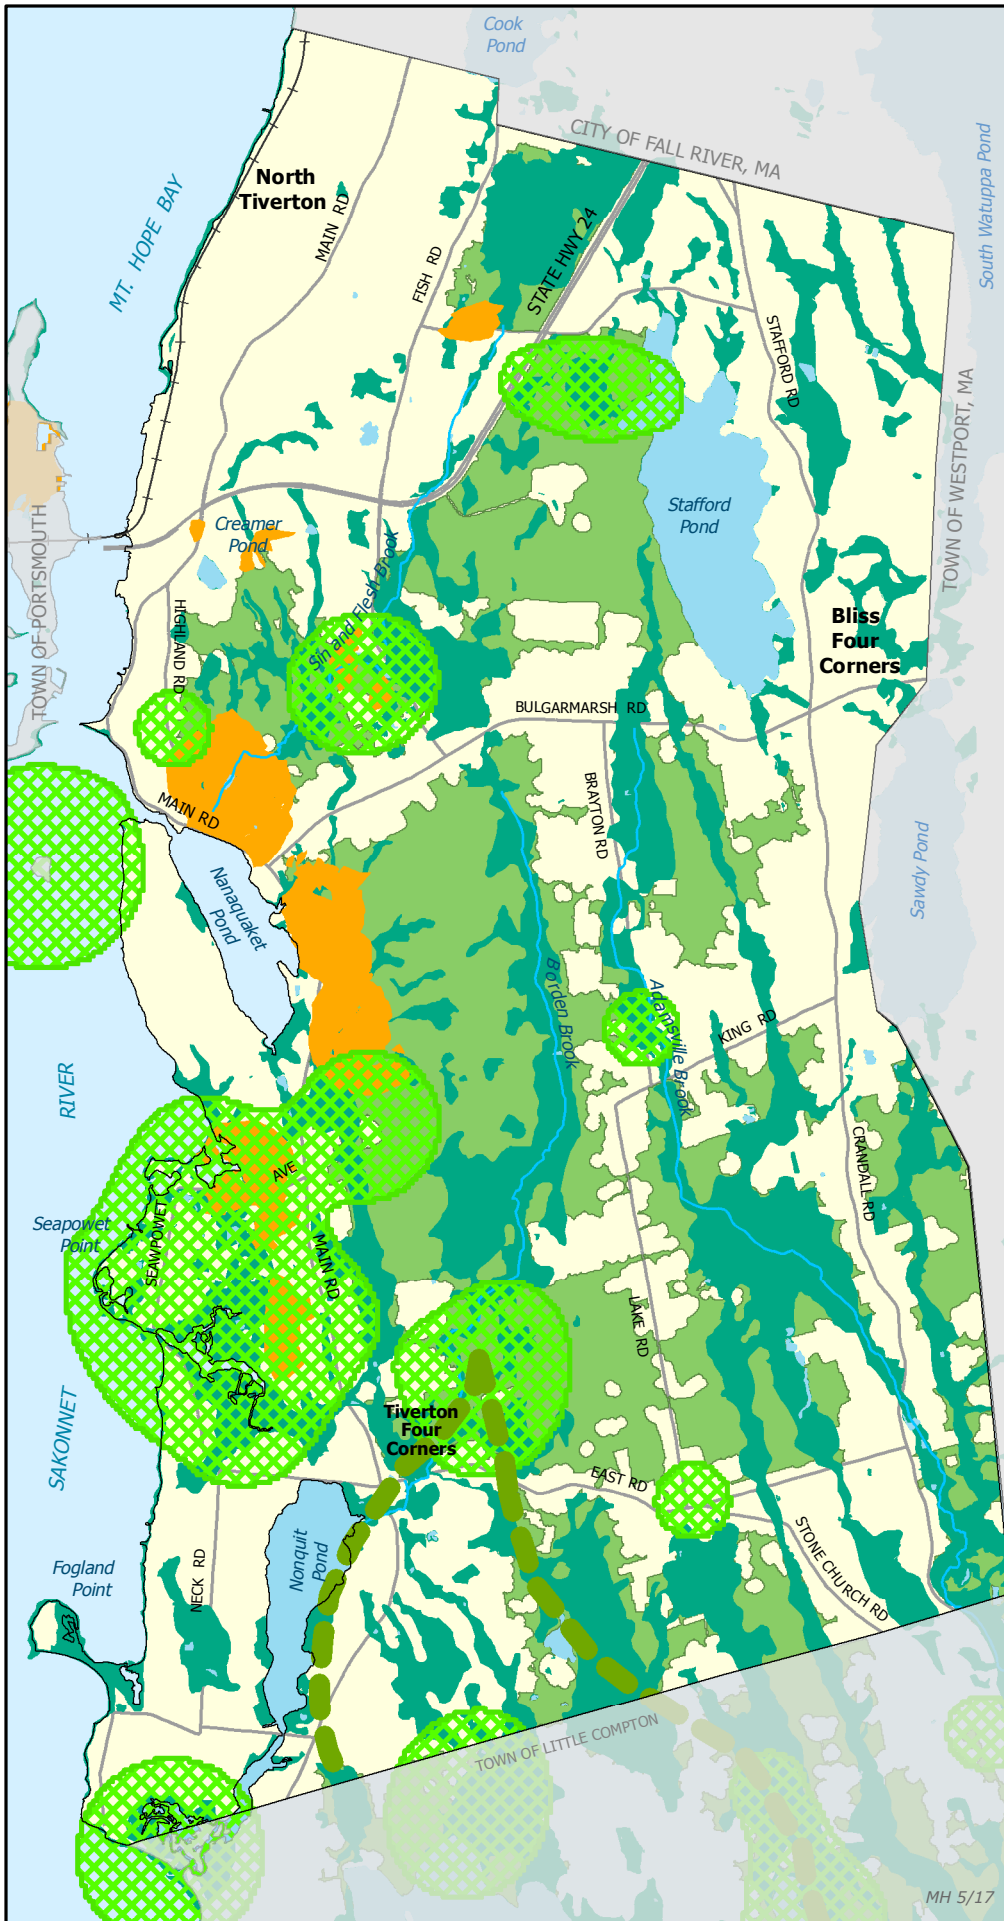 Cook
Pond
CITY OF FALL RIVER, MA
South Watuppa Pond
North
Tiverton
MT. HOPE BAY
MAIN RD
FISH RD
STATE HWY 24
STAFFORD RD
TOWN OF WESTPORT, MA
Stafford
Pond
Creamer
Pond
TOWN OF PORTSMOUTH
Sin and Flesh Brook
HIGHLAND RD
Bliss
Four
Corners
BULGARMARSH RD
BRAYTON RD
MAIN RD
Nanaquaket
Pond
Sawdy Pond
Borden Brook
Adamsville Brook
KING RD
RIVER
CRANDALL RD
AVE
SEAWPOWET
Seapowet
Point
MAIN RD
LAKE RD
SAKONNET
Tiverton
Four
Corners
EAST RD
STONE CHURCH RD
Nonquit
Pond
NECK RD
Fogland
Point
TOWN OF LITTLE COMPTON
MH 5/17